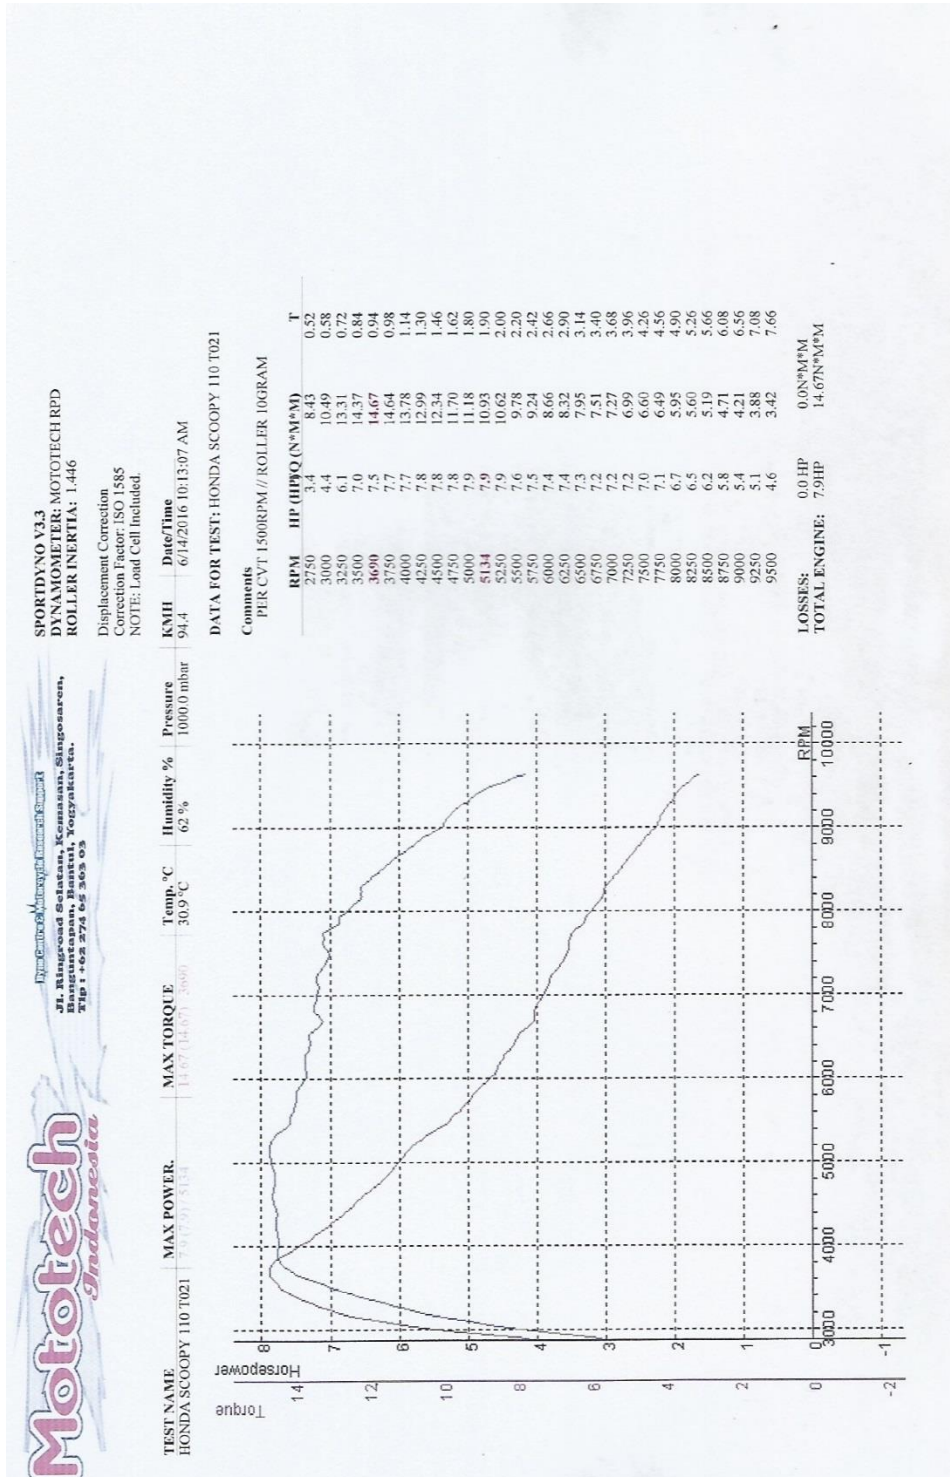 Mototech
Indonesia
Dyno Centre & Motorcycle Research Support
Jl. Ringroad Selatan, Kemasan, Singosaren,
Banguntapan, Bantul, Yogyakarta.
Tlp : +62 274 65 363 03
SPORTDYNO V3.3
DYNAMOMETER: MOTOTECH RPD
ROLLER INERTIA: 1.446
Displacement Correction
Correction Factor: ISO 1585
NOTE: Load Cell Included.
TEST NAME MAX POWER MAX TORQUE Temp. °C Humidity % Pressure KMH Date/Time
HONDA SCOOPY 110 T021 7.9 (7.9) / 5134 14.67 (14.67) / 3690 30.9 °C 62 % 1000.0 mbar 94.4 6/14/2016 10:13:07 AM
Torque
Horsepower
14
12
10
8
6
4
2
0
-2
8
7
6
5
4
3
2
1
0
-1
3000 4000 5000 6000 7000 8000 9000 10000
RPM
DATA FOR TEST: HONDA SCOOPY 110 T021
Comments
PER CVT 1500RPM // ROLLER 10GRAM
RPM HP (HP)Q (N*M*M) T
2750 3.4 8.43 0.52
3000 4.4 10.49 0.58
3250 6.1 13.31 0.72
3500 7.0 14.37 0.84
3690 7.5 14.67 0.94
3750 7.7 14.64 0.98
4000 7.7 13.78 1.14
4250 7.8 12.99 1.30
4500 7.8 12.34 1.46
4750 7.8 11.70 1.62
5000 7.9 11.18 1.80
5134 7.9 10.93 1.90
5250 7.9 10.62 2.00
5500 7.6 9.78 2.20
5750 7.5 9.24 2.42
6000 7.4 8.66 2.66
6250 7.4 8.32 2.90
6500 7.3 7.95 3.14
6750 7.2 7.51 3.40
7000 7.2 7.27 3.68
7250 7.2 6.99 3.96
7500 7.0 6.60 4.26
7750 7.1 6.49 4.56
8000 6.7 5.95 4.90
8250 6.5 5.60 5.26
8500 6.2 5.19 5.66
8750 5.8 4.71 6.08
9000 5.4 4.21 6.56
9250 5.1 3.88 7.08
9500 4.6 3.42 7.66
LOSSES: 0.0 HP 0.0N*M*M
TOTAL ENGINE: 7.9HP 14.67N*M*M